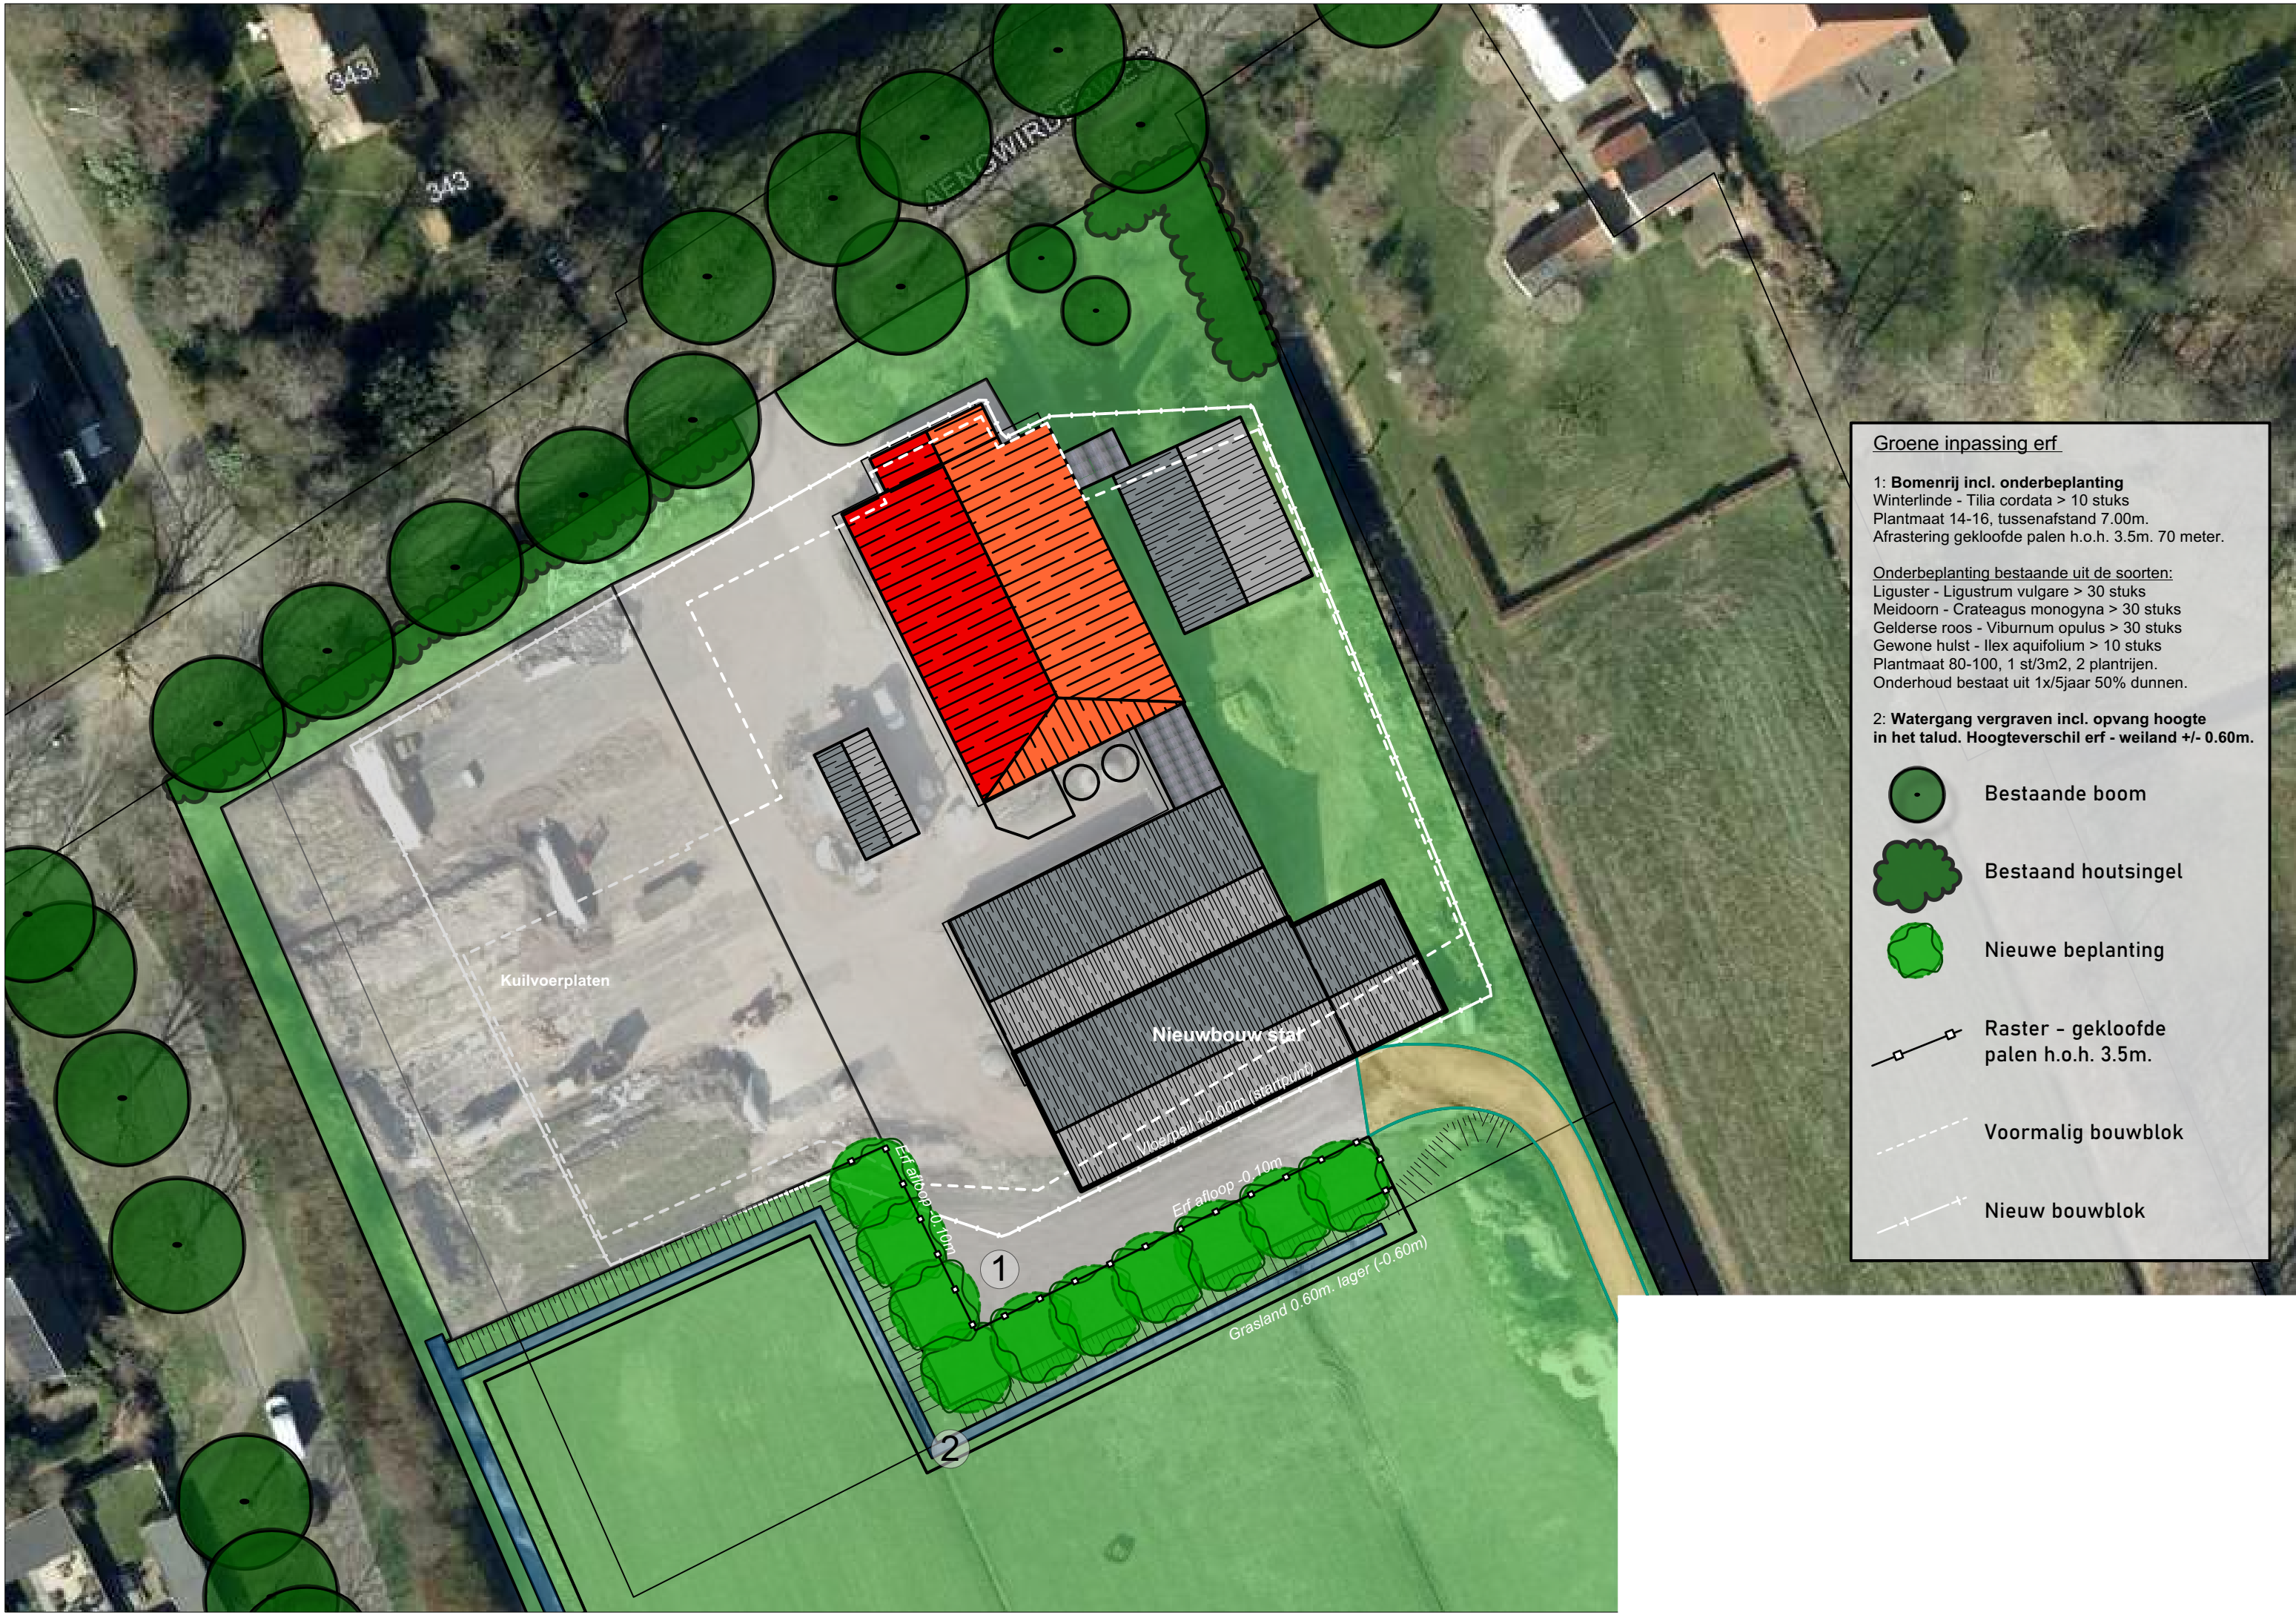 343
343
AENGWIRDERWEG
Kuilvoerplaten
Nieuwbouw stal
Vloerpeil +0.00m (startpunt)
Erf afloop -0.10m
Erf afloop -0.10m
1
Grasland 0.60m. lager (-0.60m)
2
Groene inpassing erf
1: Bomenrij incl. onderbeplanting
Winterlinde - Tilia cordata > 10 stuks
Plantmaat 14-16, tussenafstand 7.00m.
Afrastering gekloofde palen h.o.h. 3.5m. 70 meter.
Onderbeplanting bestaande uit de soorten:
Liguster - Ligustrum vulgare > 30 stuks
Meidoorn - Crateagus monogyna > 30 stuks
Gelderse roos - Viburnum opulus > 30 stuks
Gewone hulst - Ilex aquifolium > 10 stuks
Plantmaat 80-100, 1 st/3m2, 2 plantrijen.
Onderhoud bestaat uit 1x/5jaar 50% dunnen.
2: Watergang vergraven incl. opvang hoogte
in het talud. Hoogteverschil erf - weiland +/- 0.60m.
Bestaande boom
Bestaand houtsingel
Nieuwe beplanting
Raster - gekloofde
palen h.o.h. 3.5m.
Voormalig bouwblok
Nieuw bouwblok